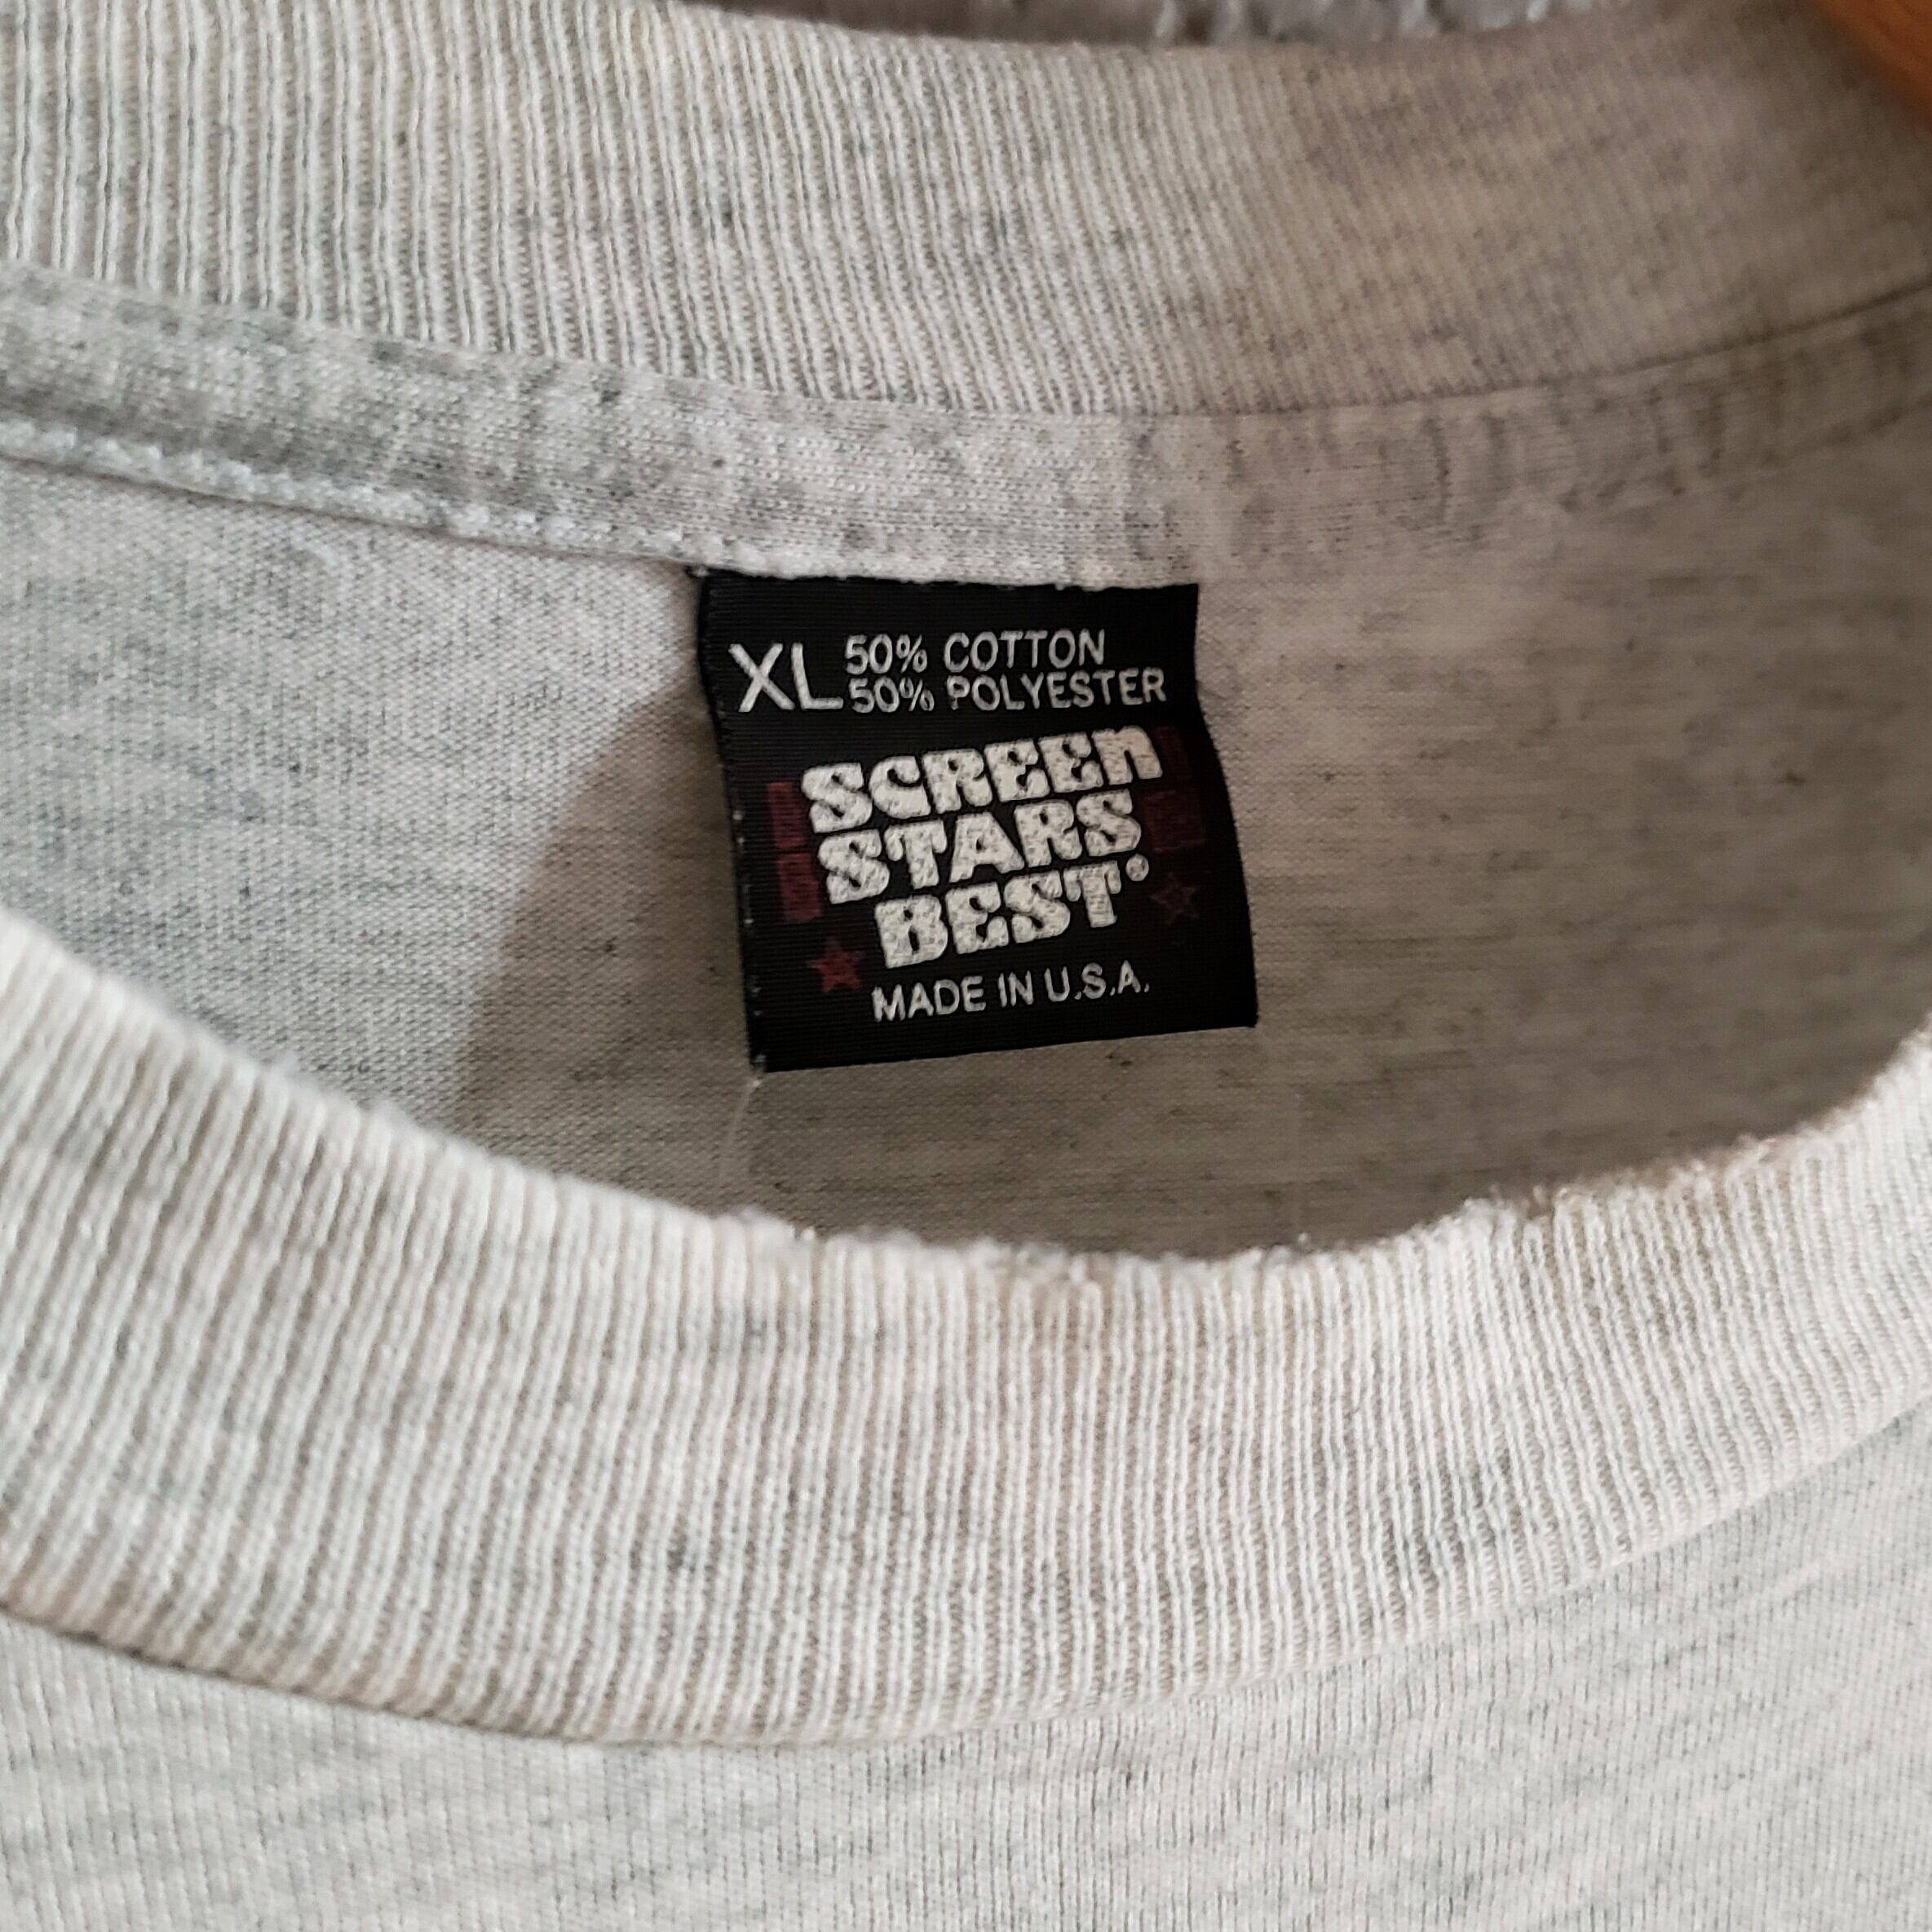 XL 50% COTTON
50% POLYESTER
SCREEn
STARS
BEST®
MADE IN U.S.A.